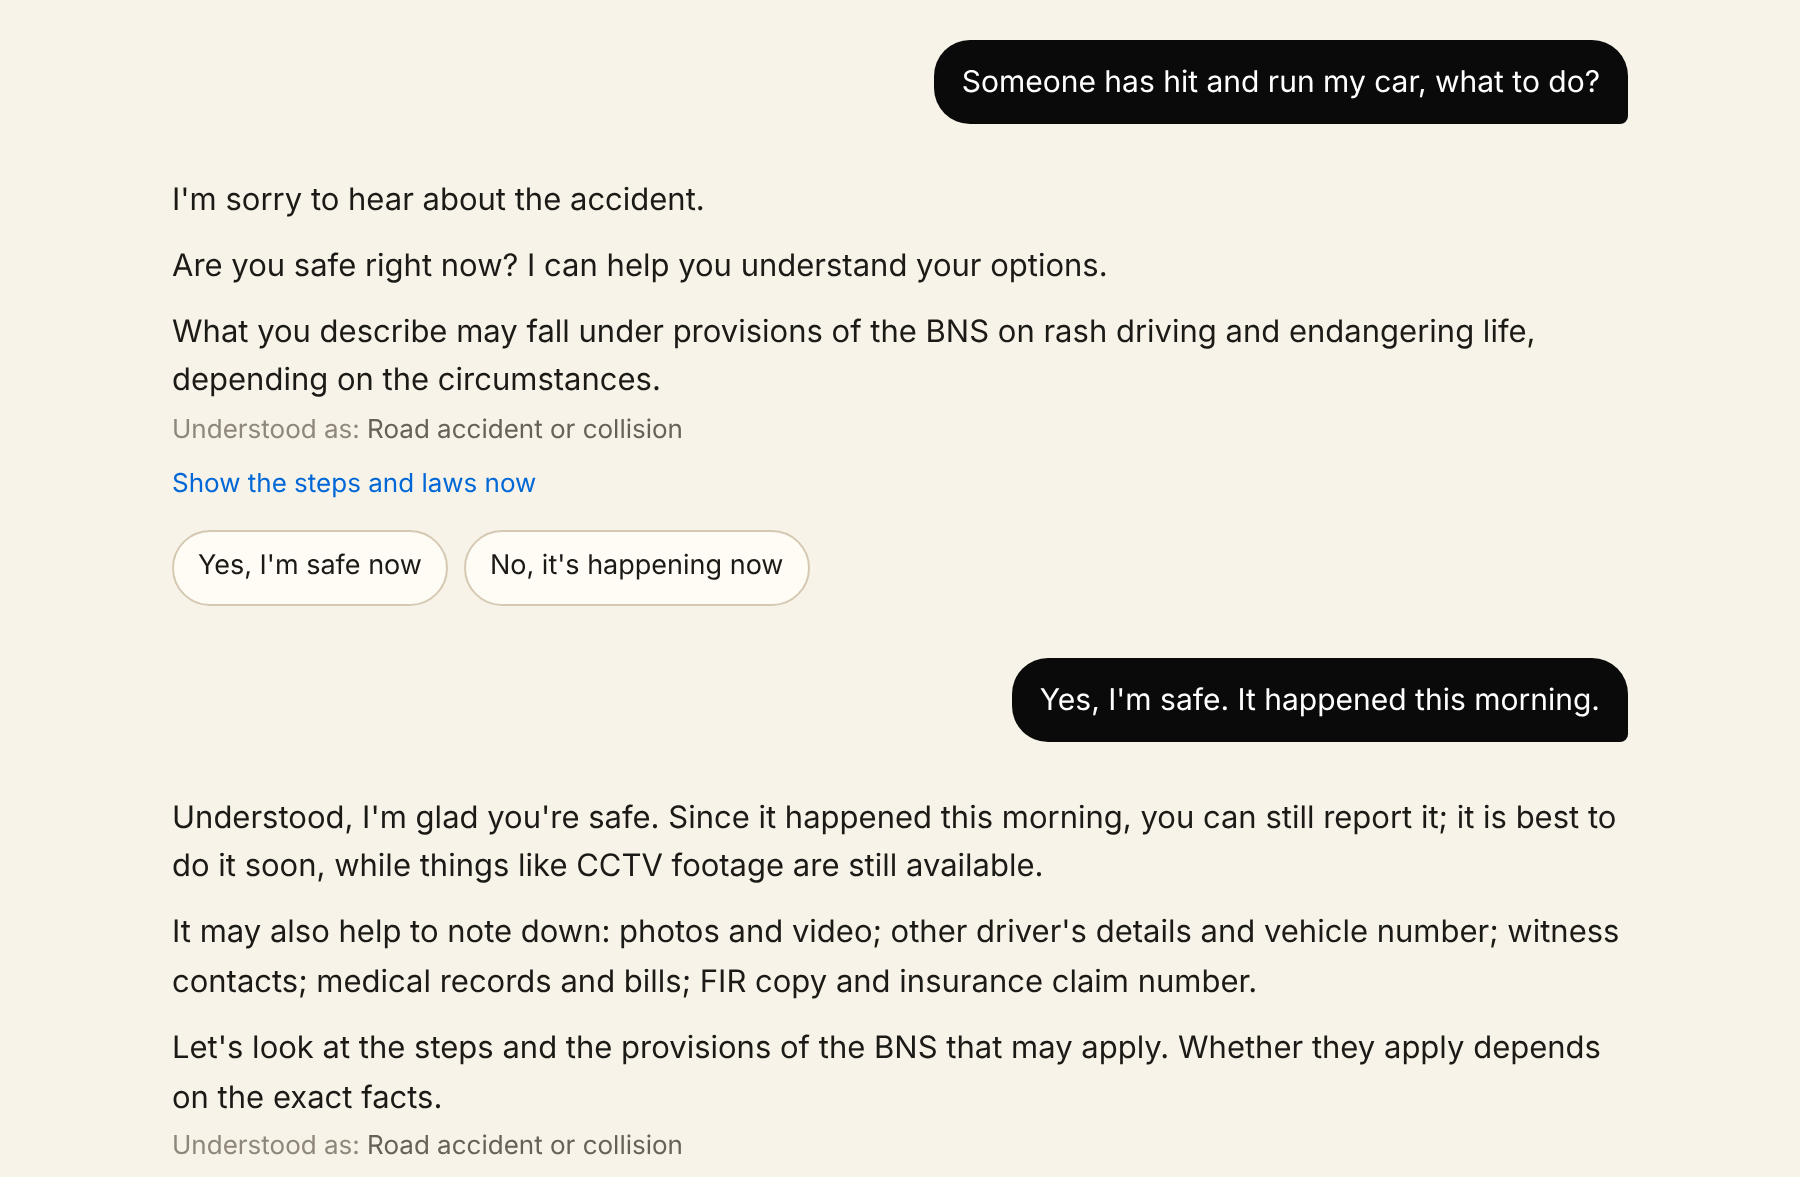 Someone has hit and run my car, what to do?
I'm sorry to hear about the accident.
Are you safe right now? I can help you understand your options.
What you describe may fall under provisions of the BNS on rash driving and endangering life,
depending on the circumstances.
Understood as: Road accident or collision
Show the steps and laws now
Yes, I'm safe now
No, it's happening now
Yes, I'm safe. It happened this morning.
Understood, I'm glad you're safe. Since it happened this morning, you can still report it; it is best to
do it soon, while things like CCTV footage are still available.
It may also help to note down: photos and video; other driver's details and vehicle number; witness
contacts; medical records and bills; FIR copy and insurance claim number.
Let's look at the steps and the provisions of the BNS that may apply. Whether they apply depends
on the exact facts.
Understood as: Road accident or collision